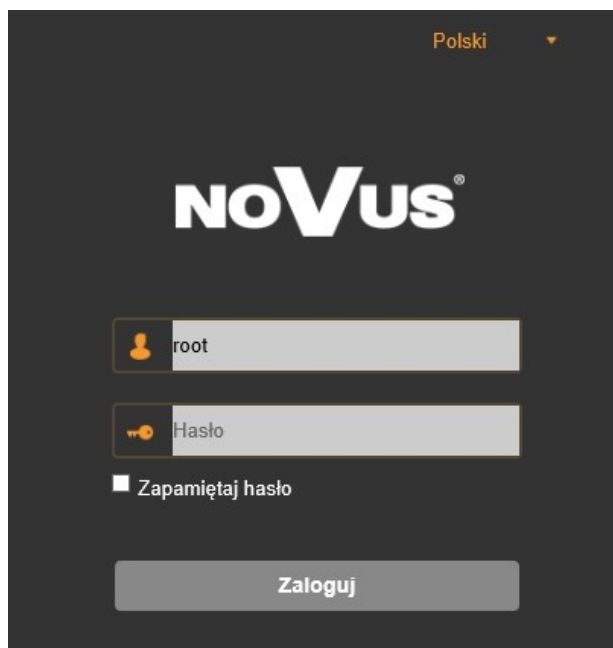 Polski
NOVUS®
root
Hasło
Zapamiętaj hasło
Zaloguj